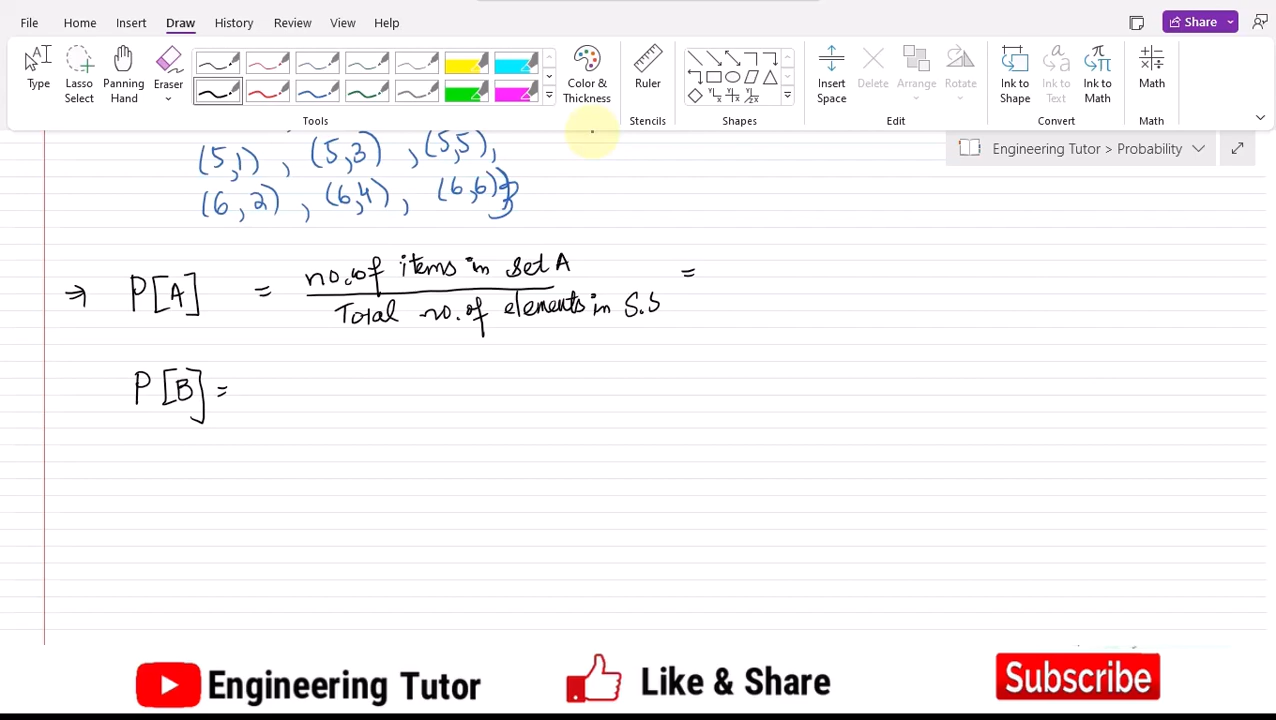 File Home Insert Draw History Review View Help Share
Type Lasso Select Panning Hand Eraser Color & Thickness Ruler Insert Space Delete Arrange Rotate Ink to Shape Ink to Text Ink to Math Math
Tools Stencils Shapes Edit Convert Math
Engineering Tutor > Probability
(5,1) , (5,3) , (5,5),
(6,2) , (6,4) , (6,6)}
⇒ P[A] = no. of items in set A / Total no. of elements in S.S =
P[B] =
Engineering Tutor Like & Share Subscribe